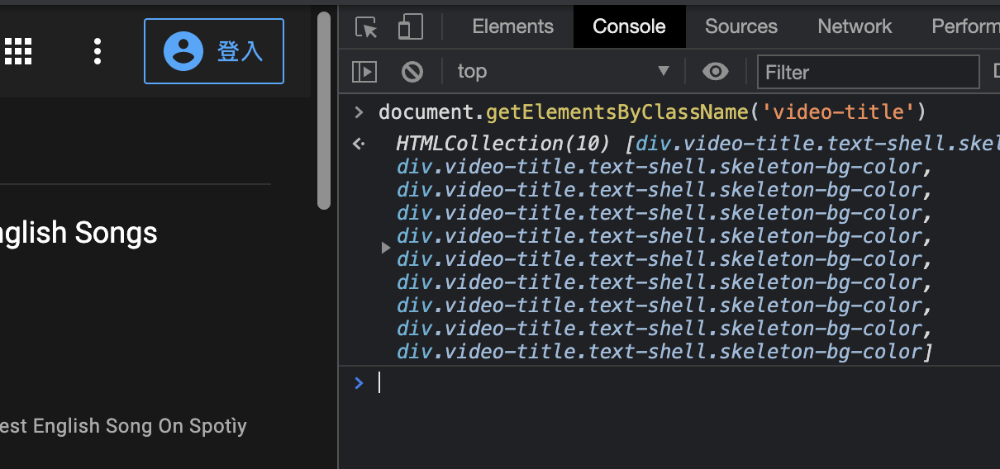 登入
nglish Songs
est English Song On Spotìy
Elements Console Sources Network Perform
top Filter
document.getElementsByClassName('video-title')
HTMLCollection(10) [div.video-title.text-shell.skel
div.video-title.text-shell.skeleton-bg-color,
div.video-title.text-shell.skeleton-bg-color,
div.video-title.text-shell.skeleton-bg-color,
div.video-title.text-shell.skeleton-bg-color,
div.video-title.text-shell.skeleton-bg-color,
div.video-title.text-shell.skeleton-bg-color,
div.video-title.text-shell.skeleton-bg-color,
div.video-title.text-shell.skeleton-bg-color,
div.video-title.text-shell.skeleton-bg-color]